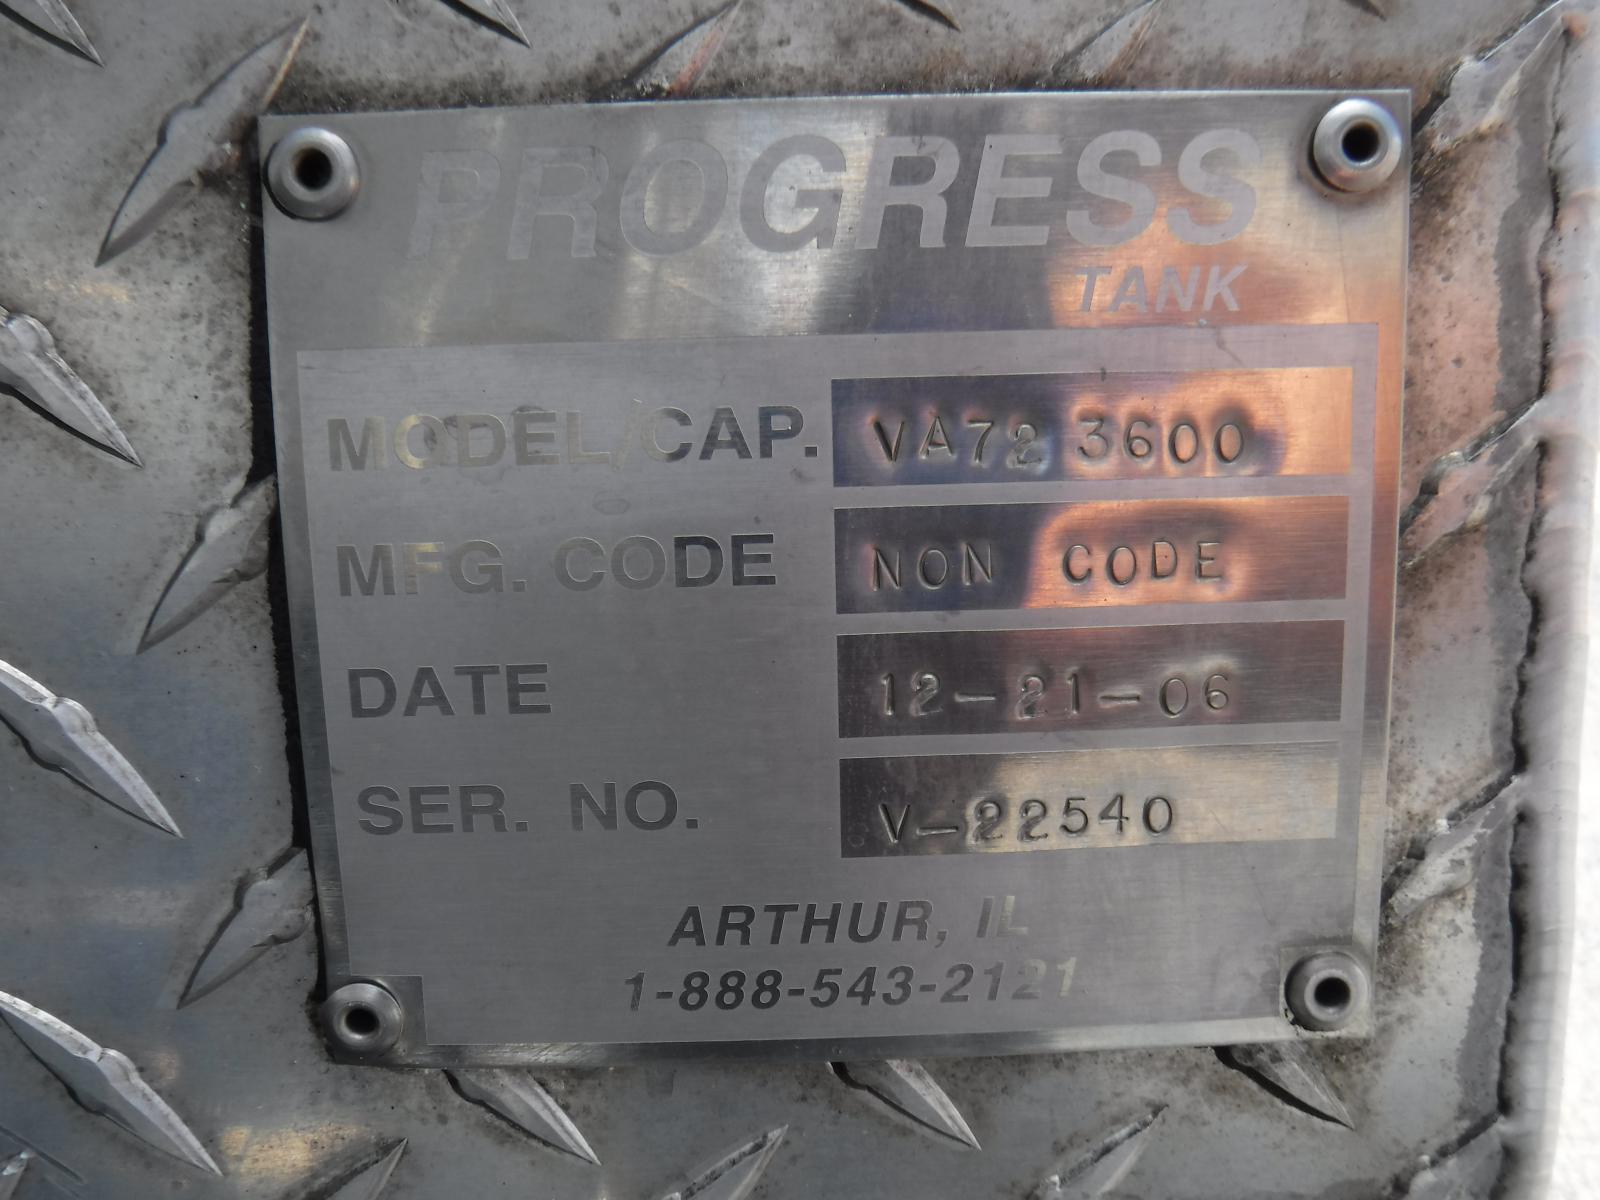 PROGRESS
TANK
MODEL/CAP. VA72 3600
MFG. CODE NON CODE
DATE 12-21-06
SER. NO. V-22540
ARTHUR, IL
1-888-543-2121